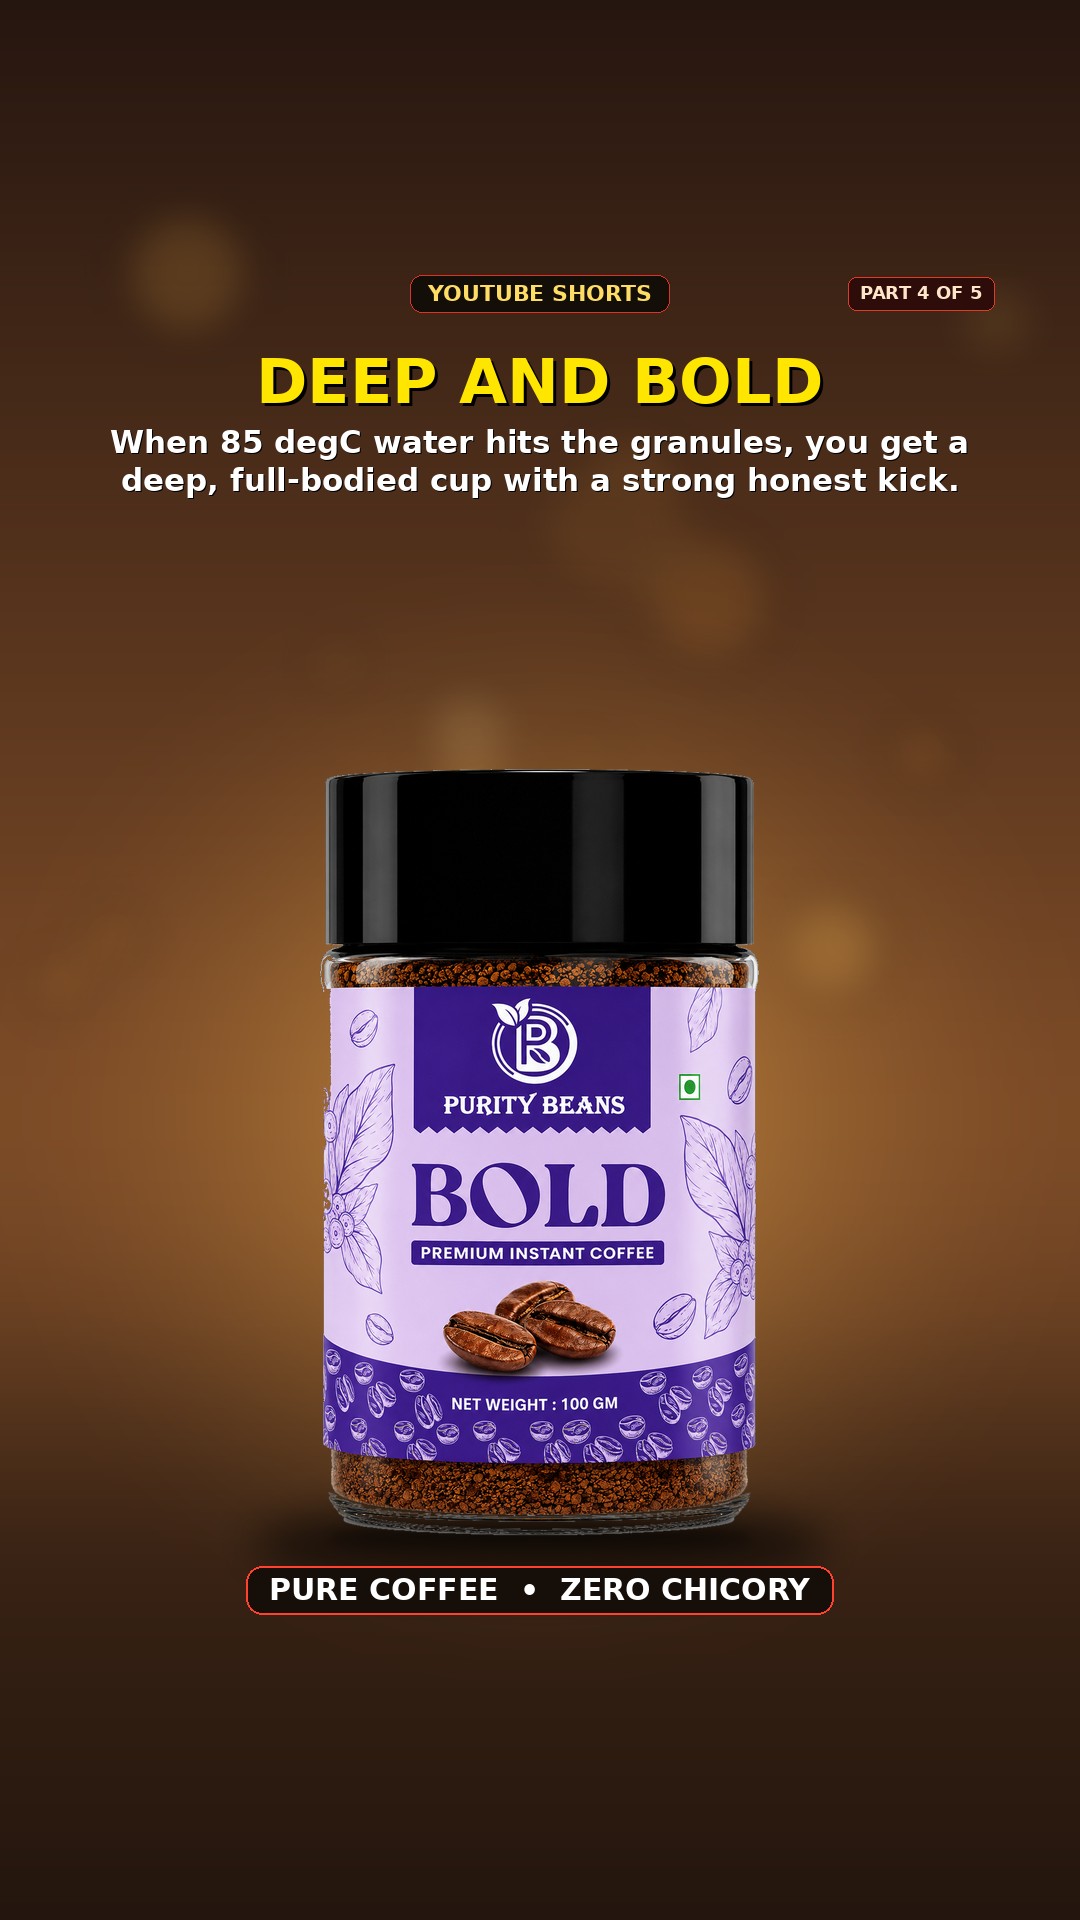 YOUTUBE SHORTS
PART 4 OF 5
DEEP AND BOLD
When 85 degC water hits the granules, you get a
deep, full-bodied cup with a strong honest kick.
B
PURITY BEANS
BOLD
PREMIUM INSTANT COFFEE
NET WEIGHT : 100 GM
PURE COFFEE • ZERO CHICORY